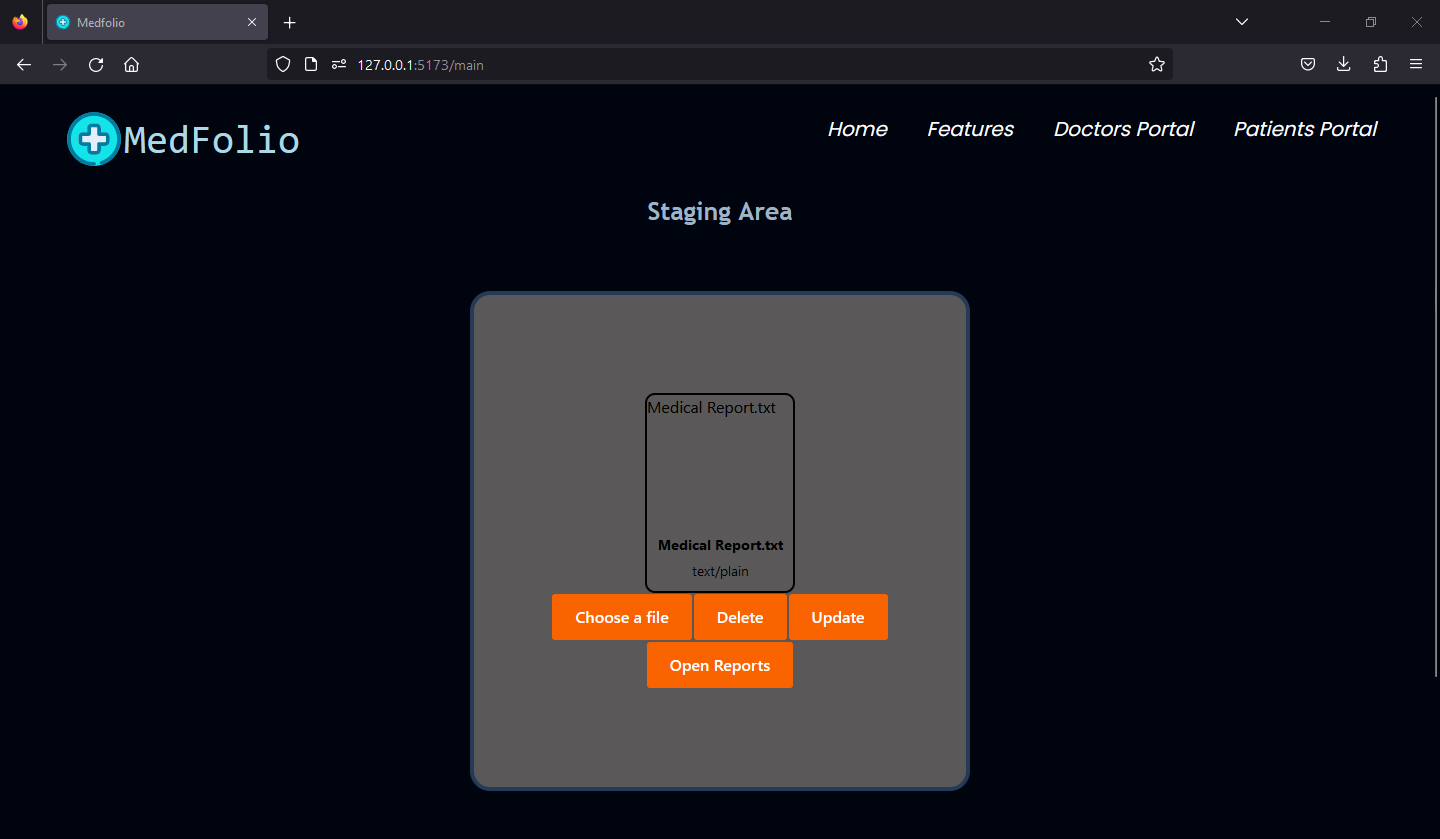 Medfolio
127.0.0.1:5173/main
MedFolio
Home Features Doctors Portal Patients Portal
Staging Area
Medical Report.txt
Medical Report.txt
text/plain
Choose a file Delete Update
Open Reports